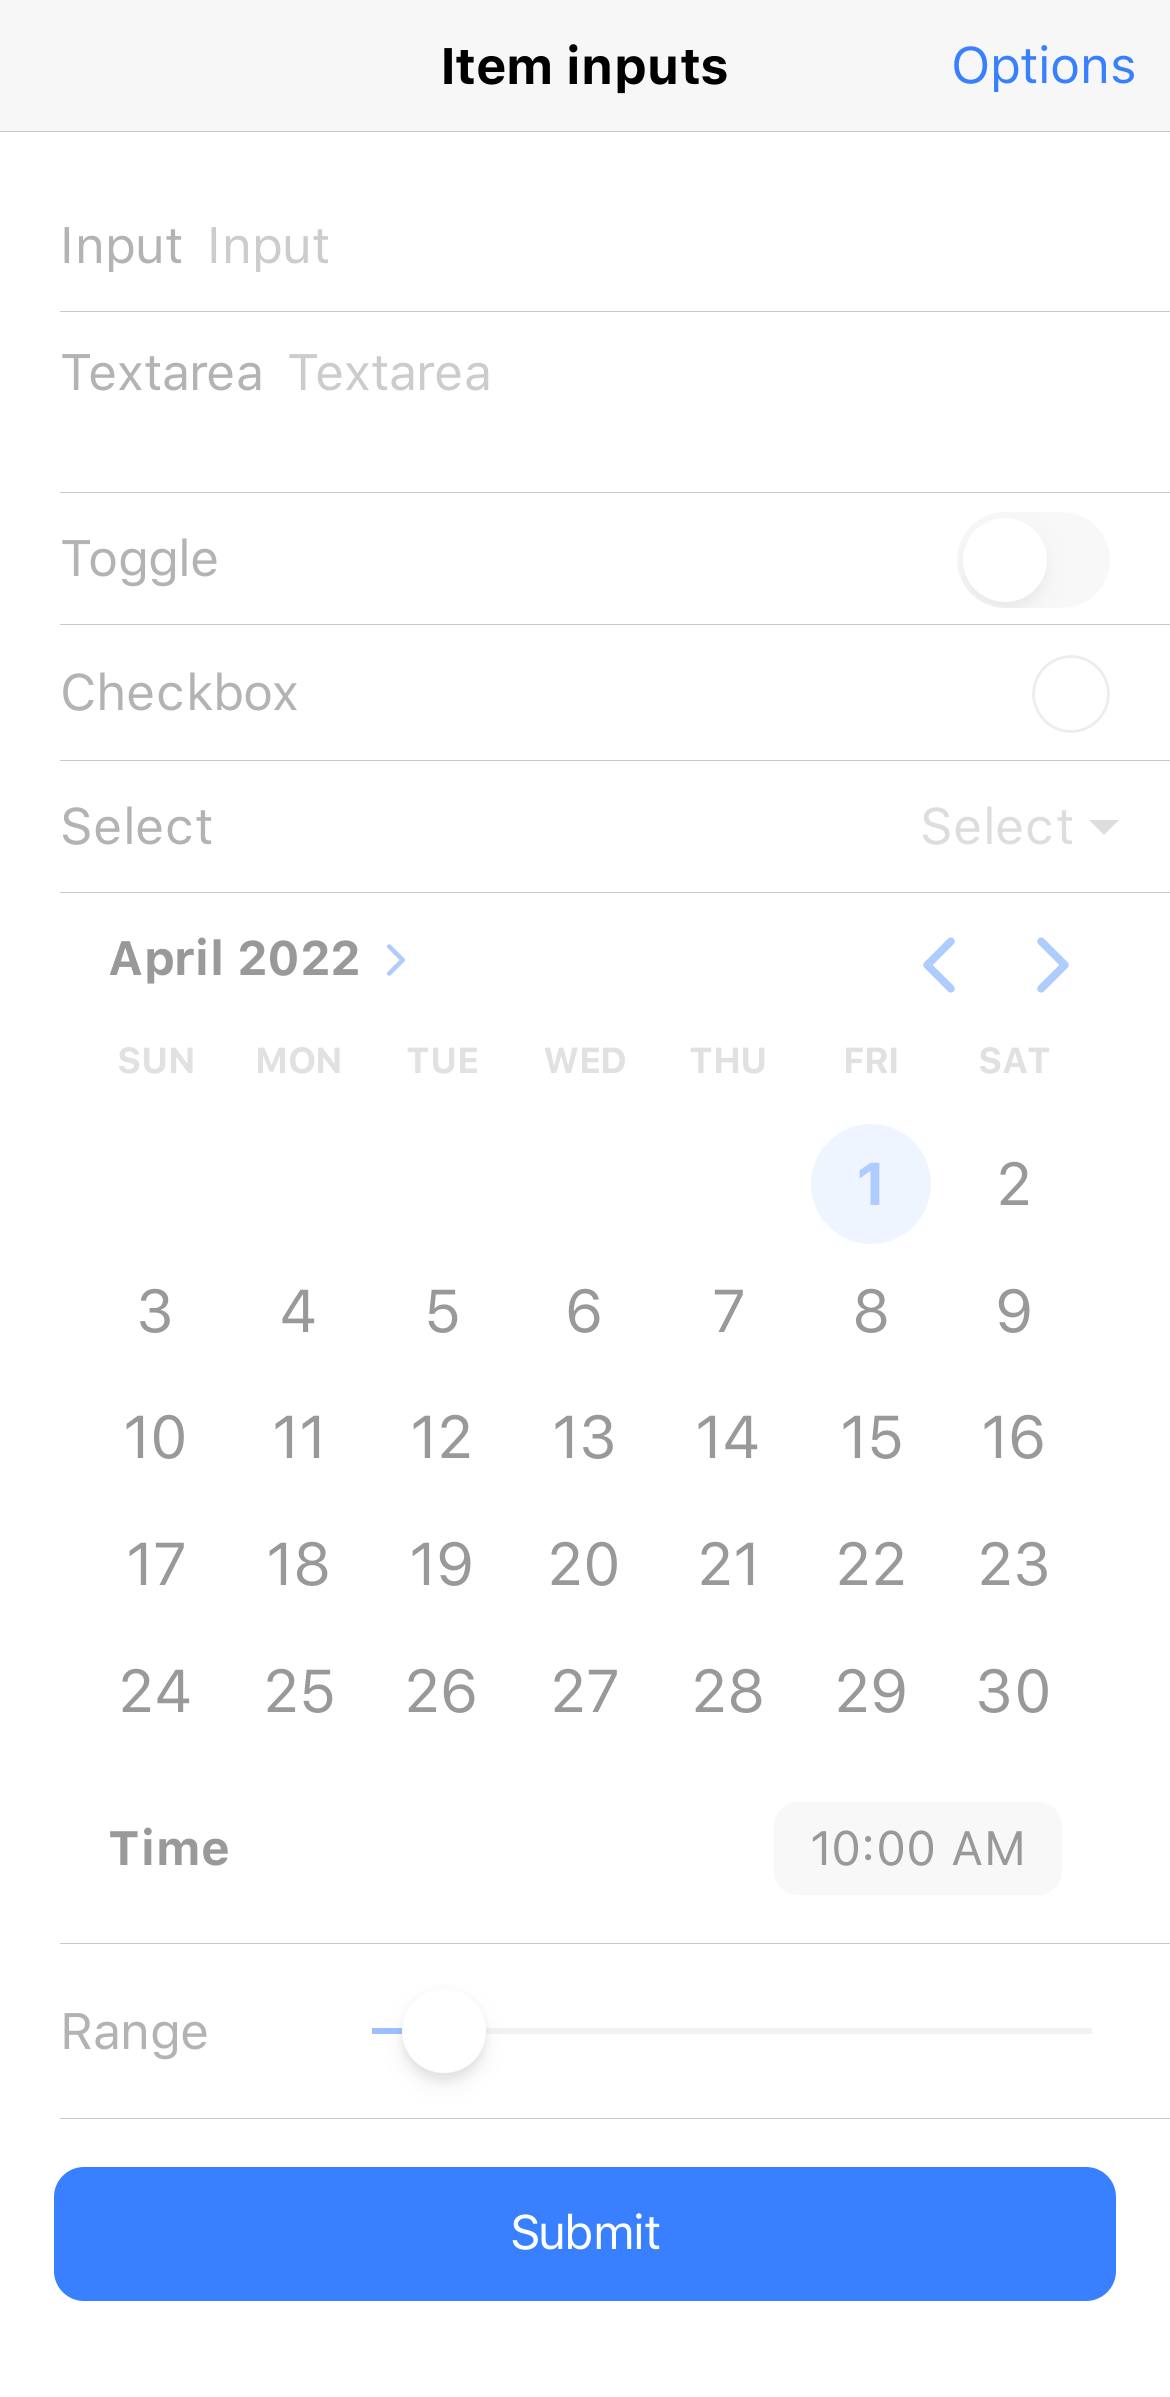 Item inputs Options
Input Input
Textarea Textarea
Toggle
Checkbox
Select Select
April 2022
SUN MON TUE WED THU FRI SAT
1 2
3 4 5 6 7 8 9
10 11 12 13 14 15 16
17 18 19 20 21 22 23
24 25 26 27 28 29 30
Time 10:00 AM
Range
Submit